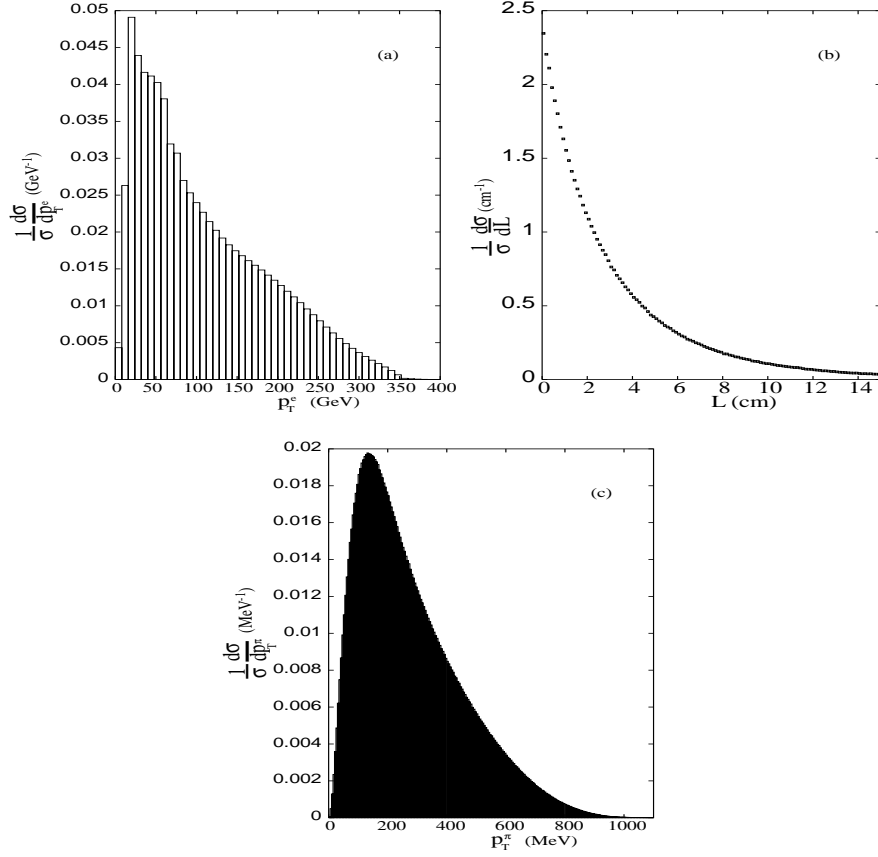 0.05
0.045
0.04
0.035
0.03
0.025
0.02
0.015
0.01
0.005
0
(a)
1 dσ
σ dp_T^e (GeV⁻¹)
0 50 100 150 200 250 300 350 400
p_T^e (GeV)
2.5
2
1.5
1
0.5
0
(b)
1 dσ
σ dL (cm⁻¹)
0 2 4 6 8 10 12 14
L (cm)
0.02
0.018
0.016
0.014
0.012
0.01
0.008
0.006
0.004
0.002
0
(c)
1 dσ
σ dp_T^π (MeV⁻¹)
0 200 400 600 800 1000
p_T^π (MeV)